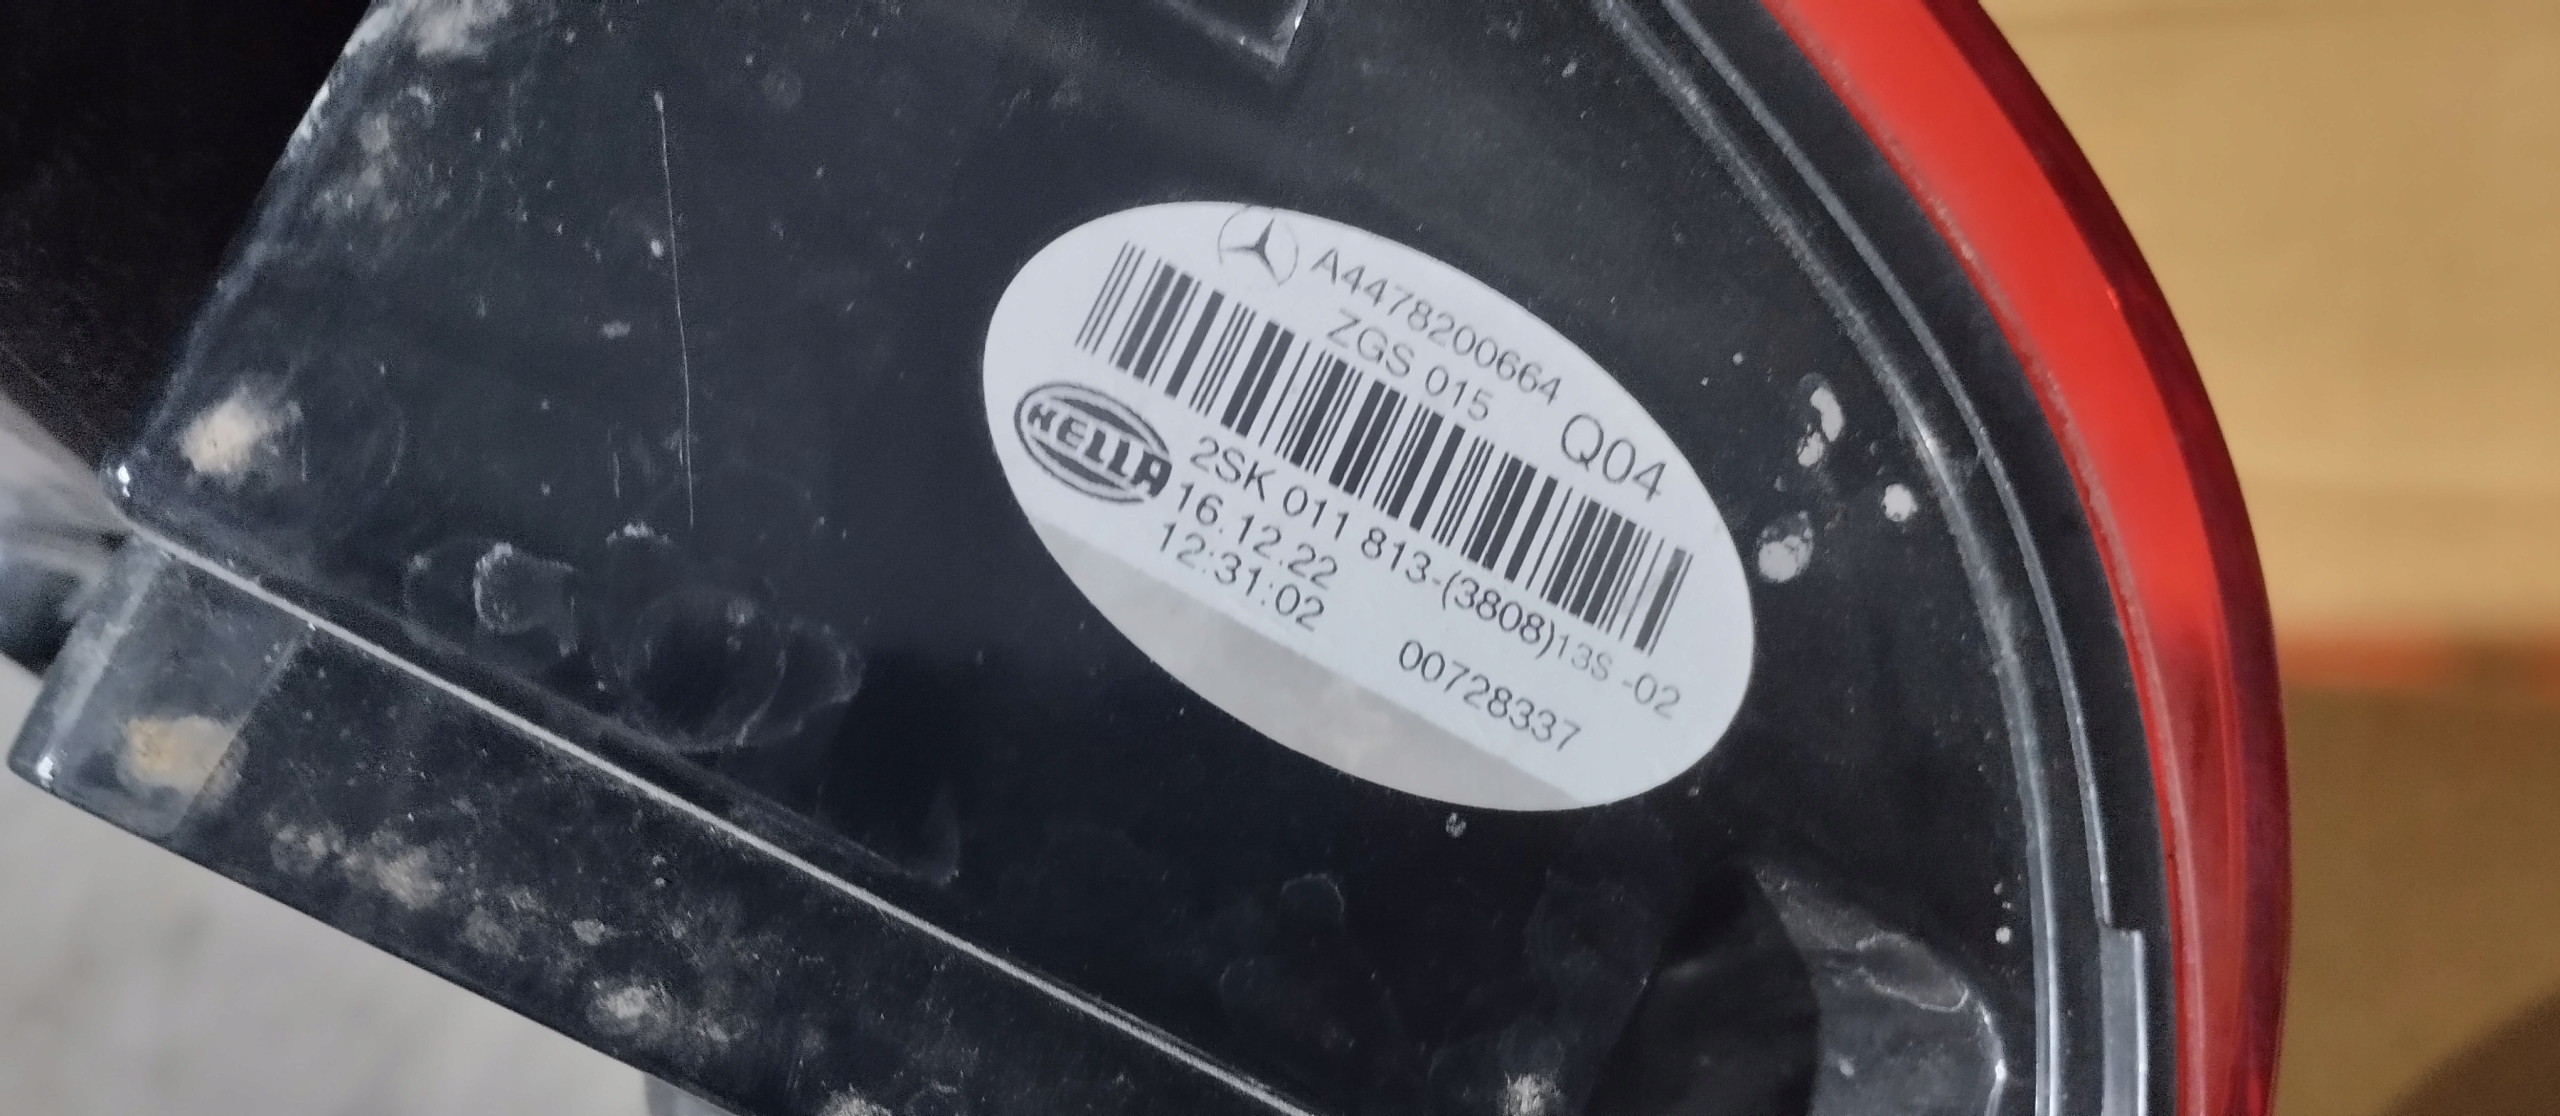 A4478200664
ZGS 015
Q04
HELLA
2SK 011 813-(3808)13S -02
16.12.22
12:31:02
00728337